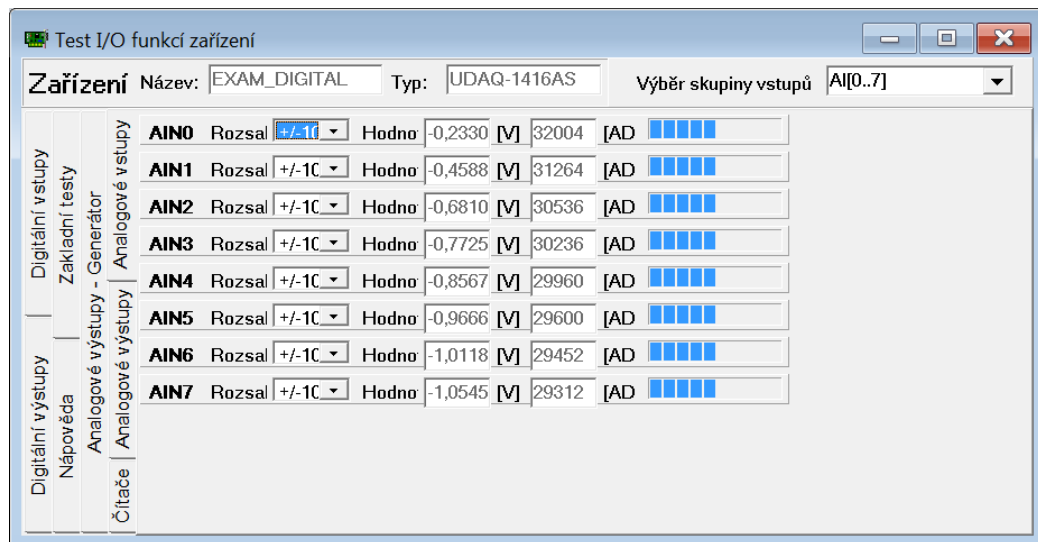 Test I/O funkcí zařízení
Zařízení Název: EXAM_DIGITAL Typ: UDAQ-1416AS Výběr skupiny vstupů AI[0..7]
AIN0 Rozsal +/-10 Hodno -0,2330 [V] 32004 [AD
AIN1 Rozsal +/-10 Hodno -0,4588 [V] 31264 [AD
AIN2 Rozsal +/-10 Hodno -0,6810 [V] 30536 [AD
AIN3 Rozsal +/-10 Hodno -0,7725 [V] 30236 [AD
AIN4 Rozsal +/-10 Hodno -0,8567 [V] 29960 [AD
AIN5 Rozsal +/-10 Hodno -0,9666 [V] 29600 [AD
AIN6 Rozsal +/-10 Hodno -1,0118 [V] 29452 [AD
AIN7 Rozsal +/-10 Hodno -1,0545 [V] 29312 [AD
Digitální výstupy
Digitální vstupy
Nápověda
Zakladní testy
Analogové výstupy - Generátor
Čítače
Analogové výstupy
Analogové vstupy